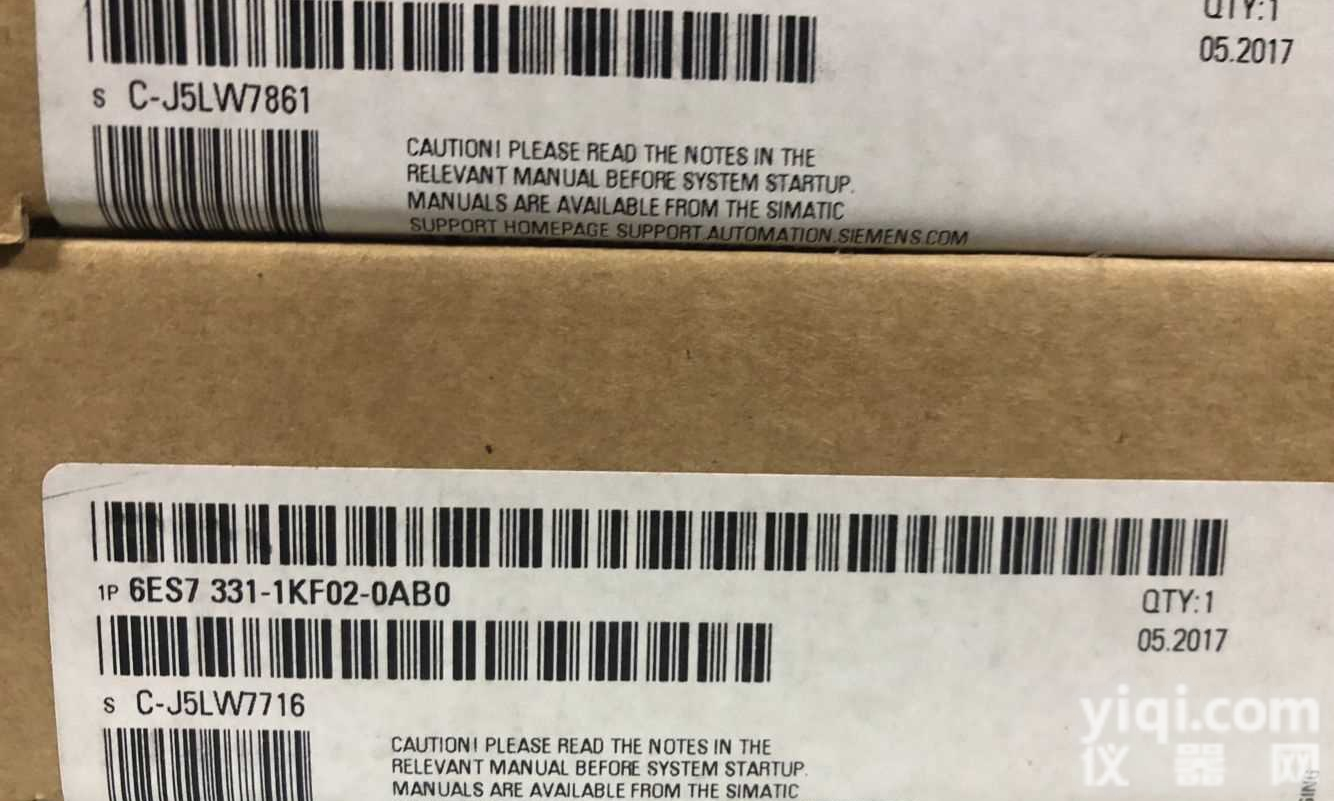 QTY:1
05.2017
S C-J5LW7861
CAUTION! PLEASE READ THE NOTES IN THE
RELEVANT MANUAL BEFORE SYSTEM STARTUP.
MANUALS ARE AVAILABLE FROM THE SIMATIC
SUPPORT HOMEPAGE SUPPORT.AUTOMATION.SIEMENS.COM
1P 6ES7 331-1KF02-0AB0
QTY:1
05.2017
S C-J5LW7716
CAUTION! PLEASE READ THE NOTES IN THE
RELEVANT MANUAL BEFORE SYSTEM STARTUP.
MANUALS ARE AVAILABLE FROM THE SIMATIC
yiqi.com
仪器网